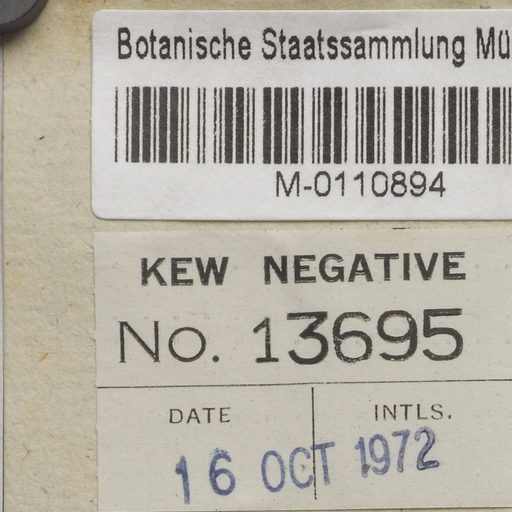 Botanische Staatssammlung Mü
M-0110894
KEW NEGATIVE
No. 13695
DATE INTLS.
16 OCT 1972